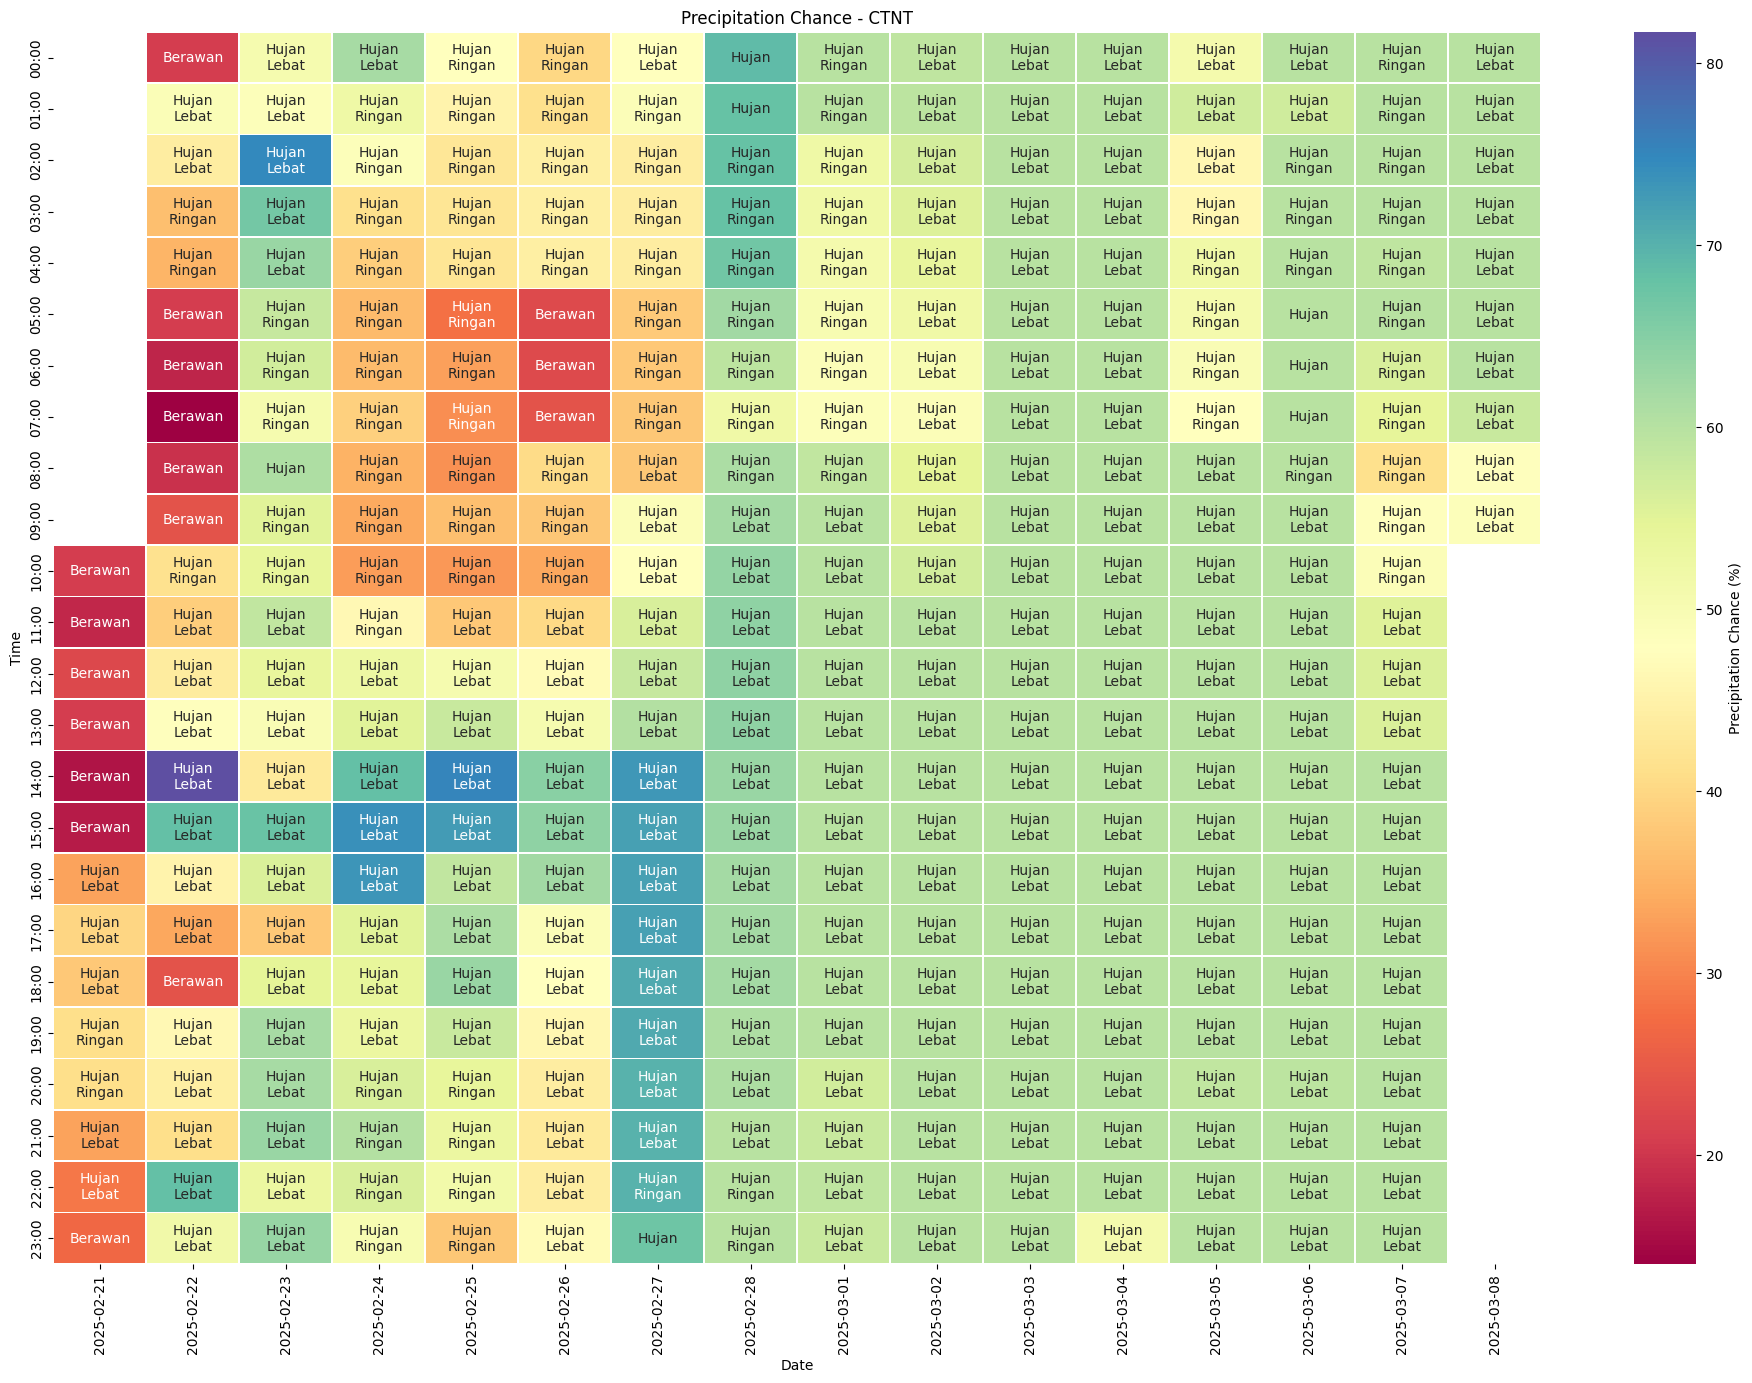 Precipitation Chance - CTNT
00:00 Berawan Hujan Lebat Hujan Lebat Hujan Ringan Hujan Ringan Hujan Lebat Hujan Hujan Ringan Hujan Lebat Hujan Lebat Hujan Lebat Hujan Lebat Hujan Lebat Hujan Ringan Hujan Lebat
01:00 Hujan Lebat Hujan Lebat Hujan Ringan Hujan Ringan Hujan Ringan Hujan Ringan Hujan Hujan Ringan Hujan Lebat Hujan Lebat Hujan Lebat Hujan Lebat Hujan Lebat Hujan Ringan Hujan Lebat
02:00 Hujan Lebat Hujan Lebat Hujan Ringan Hujan Ringan Hujan Ringan Hujan Ringan Hujan Ringan Hujan Ringan Hujan Lebat Hujan Lebat Hujan Lebat Hujan Lebat Hujan Ringan Hujan Ringan Hujan Lebat
03:00 Hujan Ringan Hujan Lebat Hujan Ringan Hujan Ringan Hujan Ringan Hujan Ringan Hujan Ringan Hujan Ringan Hujan Lebat Hujan Lebat Hujan Lebat Hujan Ringan Hujan Ringan Hujan Ringan Hujan Lebat
04:00 Hujan Ringan Hujan Lebat Hujan Ringan Hujan Ringan Hujan Ringan Hujan Ringan Hujan Ringan Hujan Ringan Hujan Lebat Hujan Lebat Hujan Lebat Hujan Ringan Hujan Ringan Hujan Ringan Hujan Lebat
05:00 Berawan Hujan Ringan Hujan Ringan Hujan Ringan Berawan Hujan Ringan Hujan Ringan Hujan Ringan Hujan Lebat Hujan Lebat Hujan Lebat Hujan Ringan Hujan Hujan Ringan Hujan Lebat
06:00 Berawan Hujan Ringan Hujan Ringan Hujan Ringan Berawan Hujan Ringan Hujan Ringan Hujan Ringan Hujan Lebat Hujan Lebat Hujan Lebat Hujan Ringan Hujan Hujan Ringan Hujan Lebat
07:00 Berawan Hujan Ringan Hujan Ringan Hujan Ringan Berawan Hujan Ringan Hujan Ringan Hujan Ringan Hujan Lebat Hujan Lebat Hujan Lebat Hujan Ringan Hujan Hujan Ringan Hujan Lebat
08:00 Berawan Hujan Hujan Ringan Hujan Ringan Hujan Ringan Hujan Lebat Hujan Ringan Hujan Ringan Hujan Lebat Hujan Lebat Hujan Lebat Hujan Lebat Hujan Ringan Hujan Ringan Hujan Lebat
09:00 Berawan Hujan Ringan Hujan Ringan Hujan Ringan Hujan Ringan Hujan Lebat Hujan Lebat Hujan Lebat Hujan Lebat Hujan Lebat Hujan Lebat Hujan Lebat Hujan Lebat Hujan Ringan Hujan Lebat
10:00 Berawan Hujan Ringan Hujan Ringan Hujan Ringan Hujan Ringan Hujan Ringan Hujan Lebat Hujan Lebat Hujan Lebat Hujan Lebat Hujan Lebat Hujan Lebat Hujan Lebat Hujan Lebat Hujan Ringan
11:00 Berawan Hujan Lebat Hujan Lebat Hujan Ringan Hujan Lebat Hujan Lebat Hujan Lebat Hujan Lebat Hujan Lebat Hujan Lebat Hujan Lebat Hujan Lebat Hujan Lebat Hujan Lebat Hujan Lebat
12:00 Berawan Hujan Lebat Hujan Lebat Hujan Lebat Hujan Lebat Hujan Lebat Hujan Lebat Hujan Lebat Hujan Lebat Hujan Lebat Hujan Lebat Hujan Lebat Hujan Lebat Hujan Lebat Hujan Lebat
13:00 Berawan Hujan Lebat Hujan Lebat Hujan Lebat Hujan Lebat Hujan Lebat Hujan Lebat Hujan Lebat Hujan Lebat Hujan Lebat Hujan Lebat Hujan Lebat Hujan Lebat Hujan Lebat Hujan Lebat
14:00 Berawan Hujan Lebat Hujan Lebat Hujan Lebat Hujan Lebat Hujan Lebat Hujan Lebat Hujan Lebat Hujan Lebat Hujan Lebat Hujan Lebat Hujan Lebat Hujan Lebat Hujan Lebat Hujan Lebat
15:00 Berawan Hujan Lebat Hujan Lebat Hujan Lebat Hujan Lebat Hujan Lebat Hujan Lebat Hujan Lebat Hujan Lebat Hujan Lebat Hujan Lebat Hujan Lebat Hujan Lebat Hujan Lebat Hujan Lebat
16:00 Hujan Lebat Hujan Lebat Hujan Lebat Hujan Lebat Hujan Lebat Hujan Lebat Hujan Lebat Hujan Lebat Hujan Lebat Hujan Lebat Hujan Lebat Hujan Lebat Hujan Lebat Hujan Lebat Hujan Lebat
17:00 Hujan Lebat Hujan Lebat Hujan Lebat Hujan Lebat Hujan Lebat Hujan Lebat Hujan Lebat Hujan Lebat Hujan Lebat Hujan Lebat Hujan Lebat Hujan Lebat Hujan Lebat Hujan Lebat Hujan Lebat
18:00 Hujan Lebat Berawan Hujan Lebat Hujan Lebat Hujan Lebat Hujan Lebat Hujan Lebat Hujan Lebat Hujan Lebat Hujan Lebat Hujan Lebat Hujan Lebat Hujan Lebat Hujan Lebat Hujan Lebat
19:00 Hujan Ringan Hujan Lebat Hujan Lebat Hujan Lebat Hujan Lebat Hujan Lebat Hujan Lebat Hujan Lebat Hujan Lebat Hujan Lebat Hujan Lebat Hujan Lebat Hujan Lebat Hujan Lebat Hujan Lebat
20:00 Hujan Ringan Hujan Lebat Hujan Lebat Hujan Ringan Hujan Ringan Hujan Lebat Hujan Lebat Hujan Lebat Hujan Lebat Hujan Lebat Hujan Lebat Hujan Lebat Hujan Lebat Hujan Lebat Hujan Lebat
21:00 Hujan Lebat Hujan Lebat Hujan Lebat Hujan Ringan Hujan Ringan Hujan Lebat Hujan Lebat Hujan Lebat Hujan Lebat Hujan Lebat Hujan Lebat Hujan Lebat Hujan Lebat Hujan Lebat Hujan Lebat
22:00 Hujan Lebat Hujan Lebat Hujan Lebat Hujan Ringan Hujan Ringan Hujan Lebat Hujan Ringan Hujan Ringan Hujan Lebat Hujan Lebat Hujan Lebat Hujan Lebat Hujan Lebat Hujan Lebat Hujan Lebat
23:00 Berawan Hujan Lebat Hujan Lebat Hujan Ringan Hujan Ringan Hujan Lebat Hujan Hujan Ringan Hujan Lebat Hujan Lebat Hujan Lebat Hujan Lebat Hujan Lebat Hujan Lebat Hujan Lebat
Time
2025-02-21 2025-02-22 2025-02-23 2025-02-24 2025-02-25 2025-02-26 2025-02-27 2025-02-28 2025-03-01 2025-03-02 2025-03-03 2025-03-04 2025-03-05 2025-03-06 2025-03-07 2025-03-08
Date
80
70
60
50
40
30
20
Precipitation Chance (%)